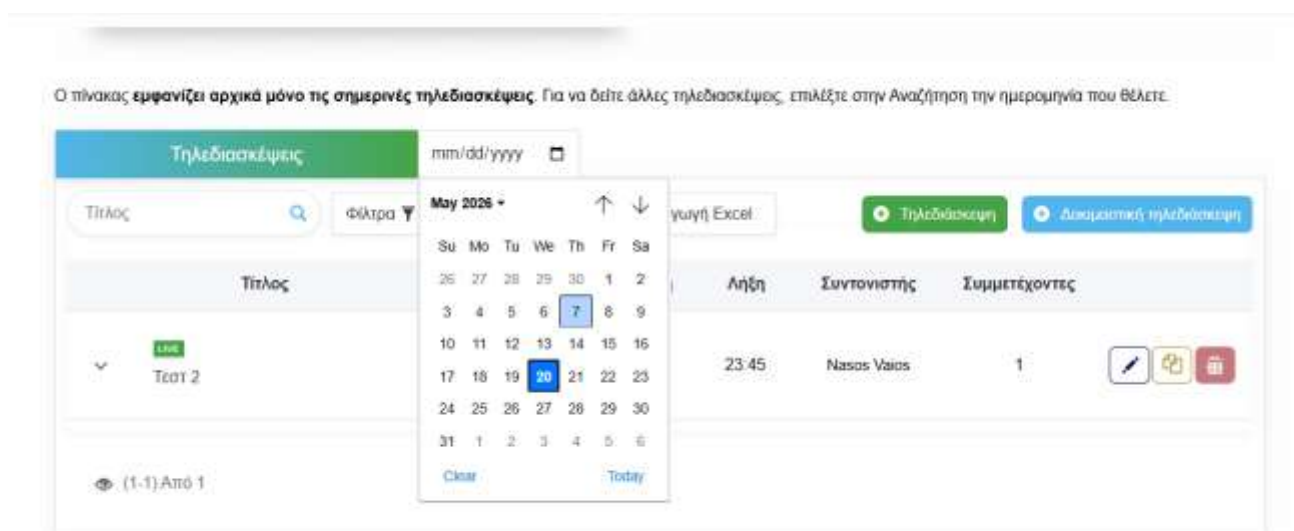 Ο πίνακας εμφανίζει αρχικά μόνο τις σημερινές τηλεδιασκέψεις. Για να δείτε άλλες τηλεδιασκέψεις, επιλέξτε στην Αναζήτηση την ημερομηνία που θέλετε.
Τηλεδιασκέψεις mm/dd/yyyy
Τίτλος Φίλτρα γωγή Excel Τηλεδιάσκεψη Δοκιμαστική τηλεδιάσκεψη
May 2026
Su Mo Tu We Th Fr Sa
26 27 28 29 30 1 2
3 4 5 6 7 8 9
10 11 12 13 14 15 16
17 18 19 20 21 22 23
24 25 26 27 28 29 30
31 1 2 3 4 5 6
Clear Today
Τίτλος Λήξη Συντονιστής Συμμετέχοντες
LIVE
Τεστ 2 23:45 Nasos Vaios 1
(1-1) Από 1